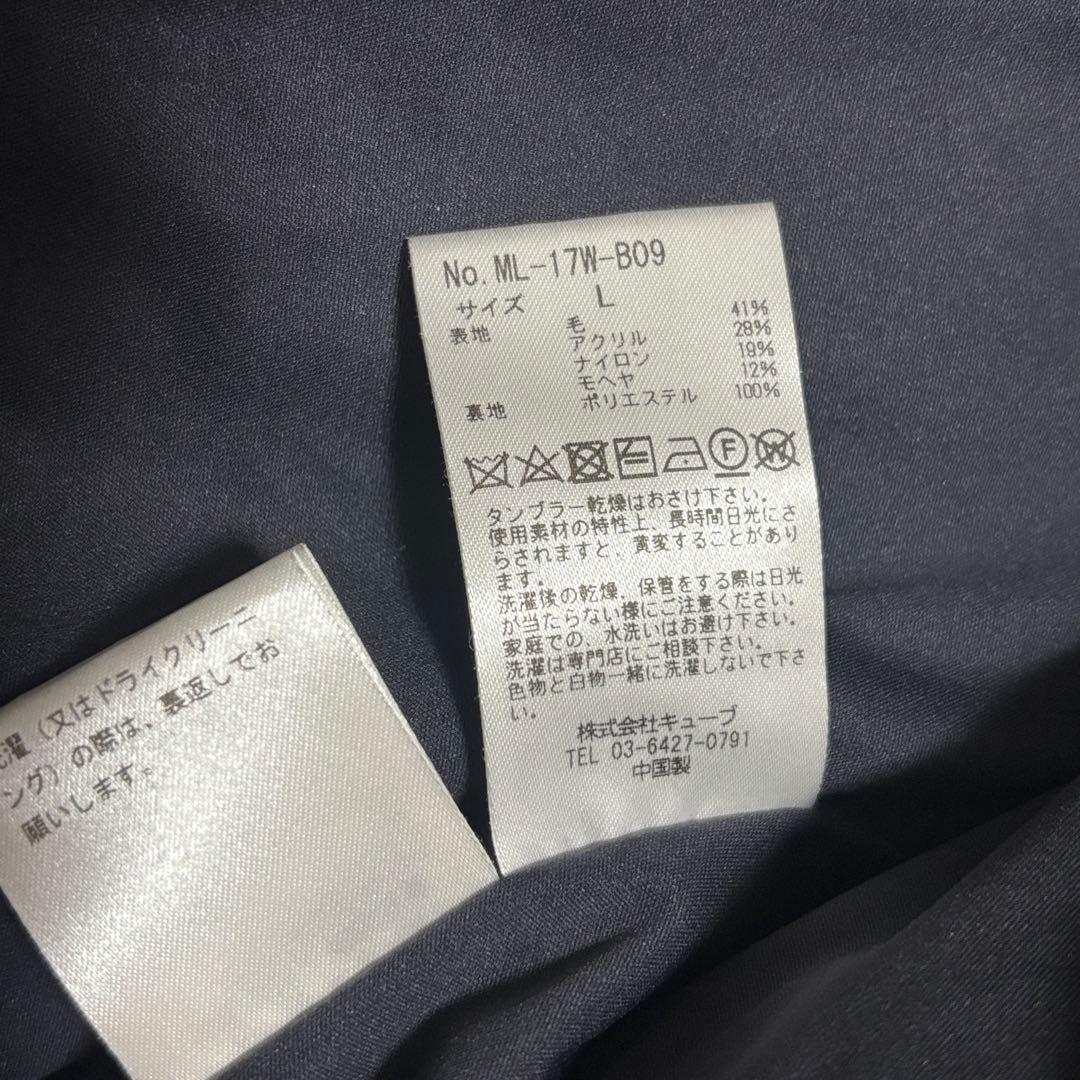 No. ML-17W-B09
サイズ L
表地 毛 41%
アクリル 28%
ナイロン 19%
モヘヤ 12%
裏地 ポリエステル 100%
F W
タンブラー乾燥はおさけ下さい。
使用素材の特性上、長時間日光にさ
らされますと、黄変することがあり
ます。
洗濯後の乾燥、保管をする際は日光
が当たらない様にご注意ください。
家庭での、水洗いはお避け下さい。
洗濯は専門店にご相談下さい。
色物と白物一緒に洗濯しないで下さ
い。
株式会社キューブ
TEL 03-6427-0791
中国製
洗濯（又はドライクリーニ
ング）の際は、裏返してお
願いします。